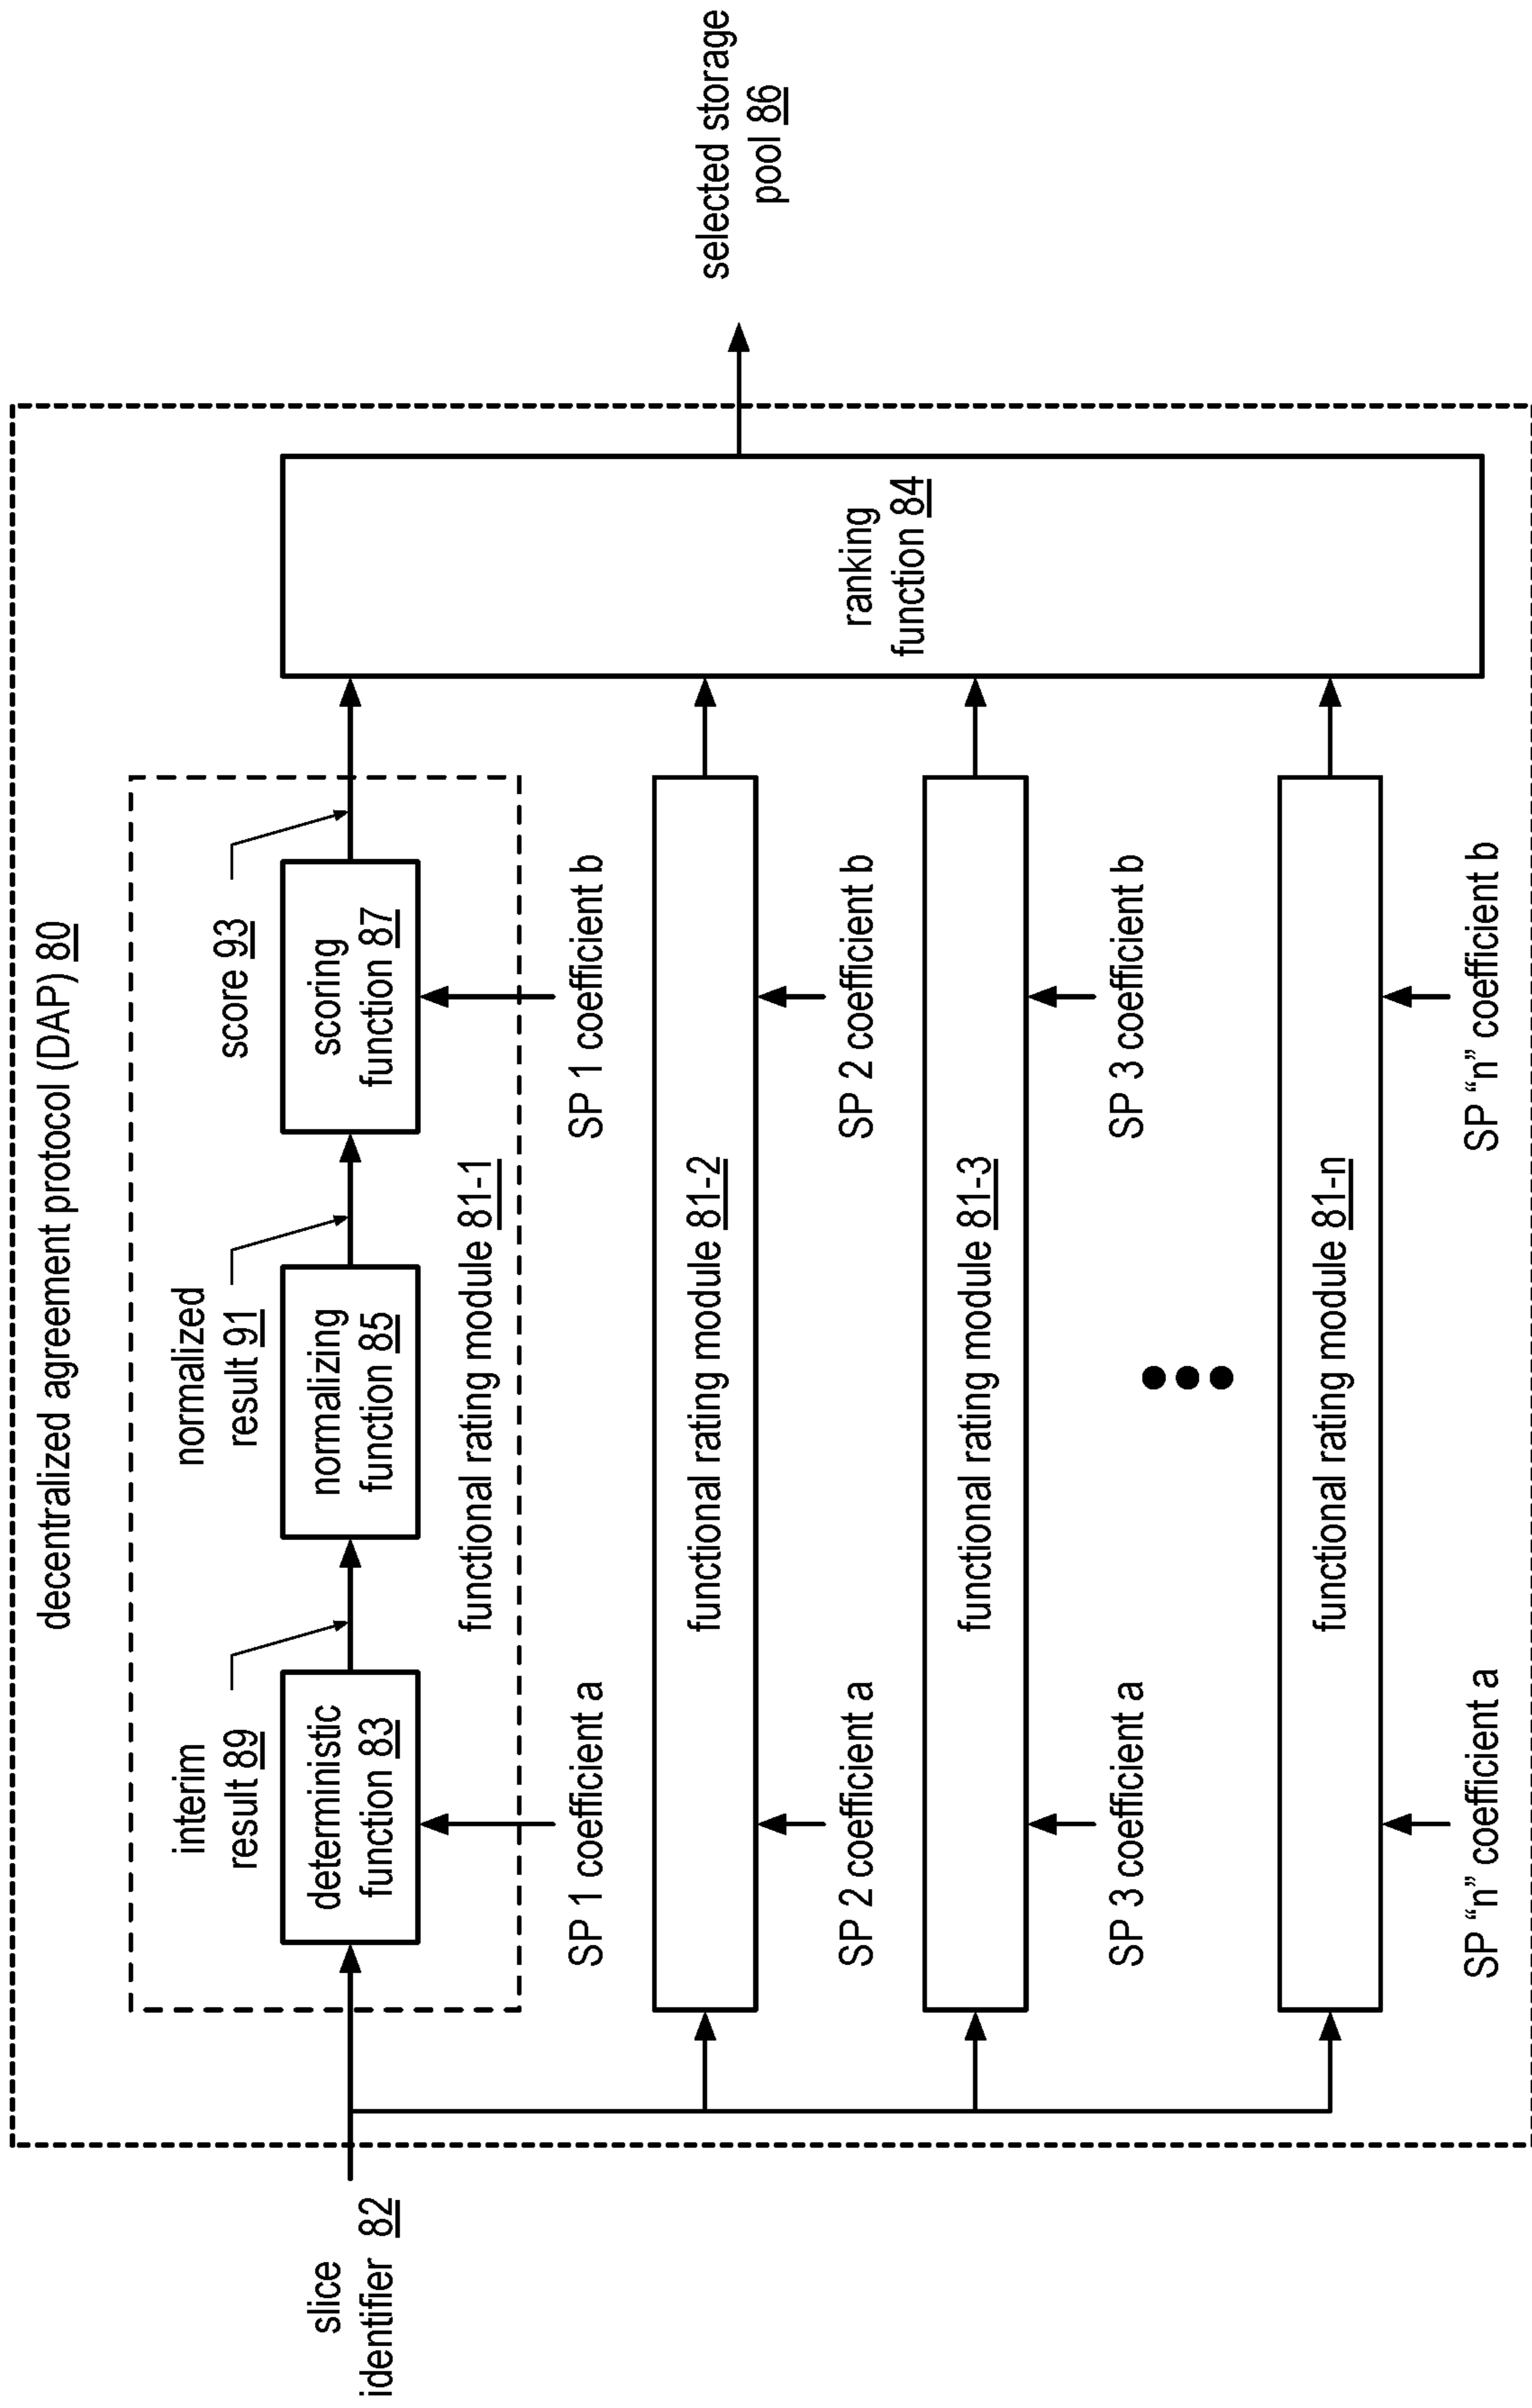 decentralized agreement protocol (DAP) 80
slice
identifier 82
interim
result 89
normalized
result 91
score 93
deterministic
function 83
normalizing
function 85
scoring
function 87
functional rating module 81-1
SP 1 coefficient a
SP 1 coefficient b
functional rating module 81-2
SP 2 coefficient a
SP 2 coefficient b
functional rating module 81-3
SP 3 coefficient a
SP 3 coefficient b
functional rating module 81-n
SP “n” coefficient a
SP “n” coefficient b
ranking
function 84
selected storage
pool 86